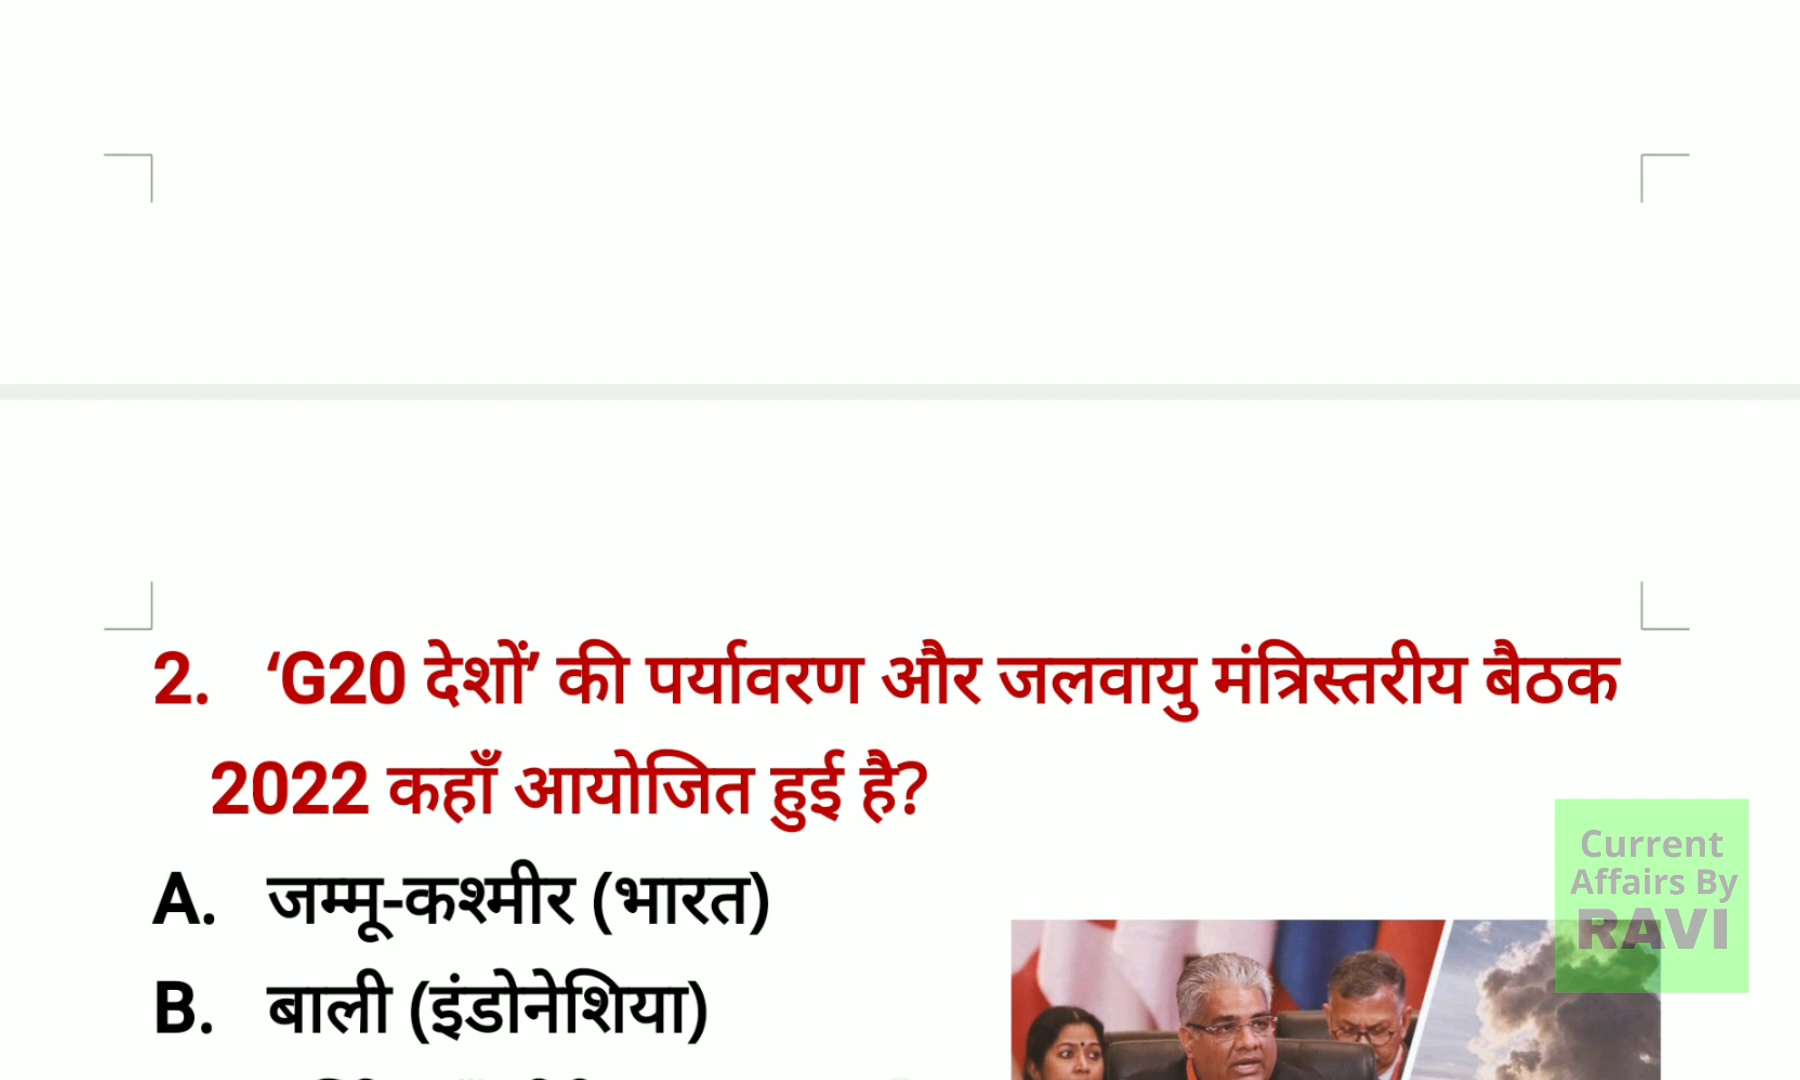 2. ‘G20 देशों’ की पर्यावरण और जलवायु मंत्रिस्तरीय बैठक
2022 कहाँ आयोजित हुई है?
A. जम्मू-कश्मीर (भारत)
B. बाली (इंडोनेशिया)
Current
Affairs By
RAVI